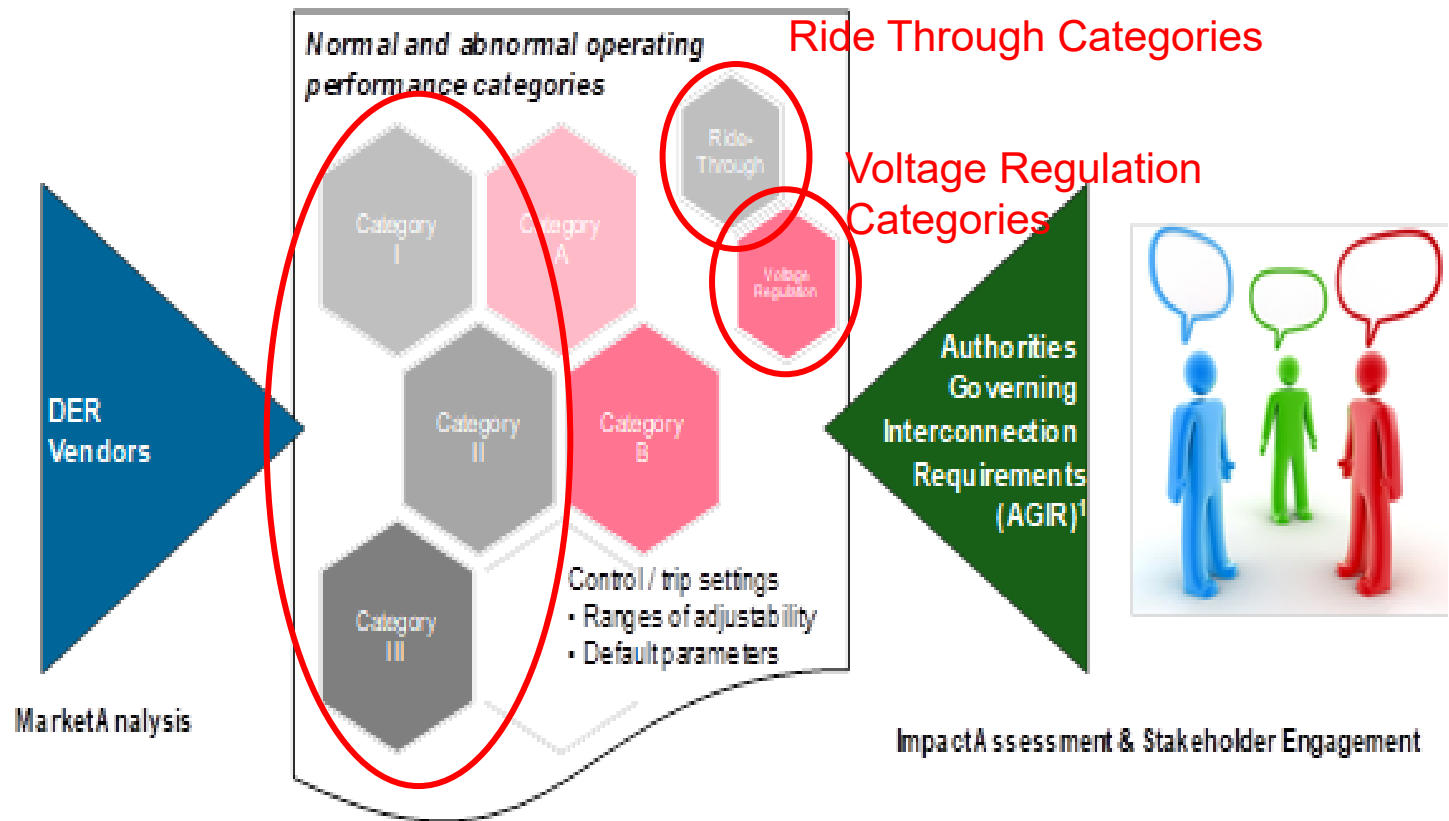 Normal and abnormal operating
performance categories
Ride Through Categories
Ride-
Through
Voltage Regulation
Categories
Voltage
Regulation
Category
I
Category
A
Category
II
Category
B
Category
III
Control / trip settings
• Ranges of adjustability
• Default parameters
DER
Vendors
Market Analysis
Authorities
Governing
Interconnection
Requirements
(AGIR)1
Impact Assessment & Stakeholder Engagement